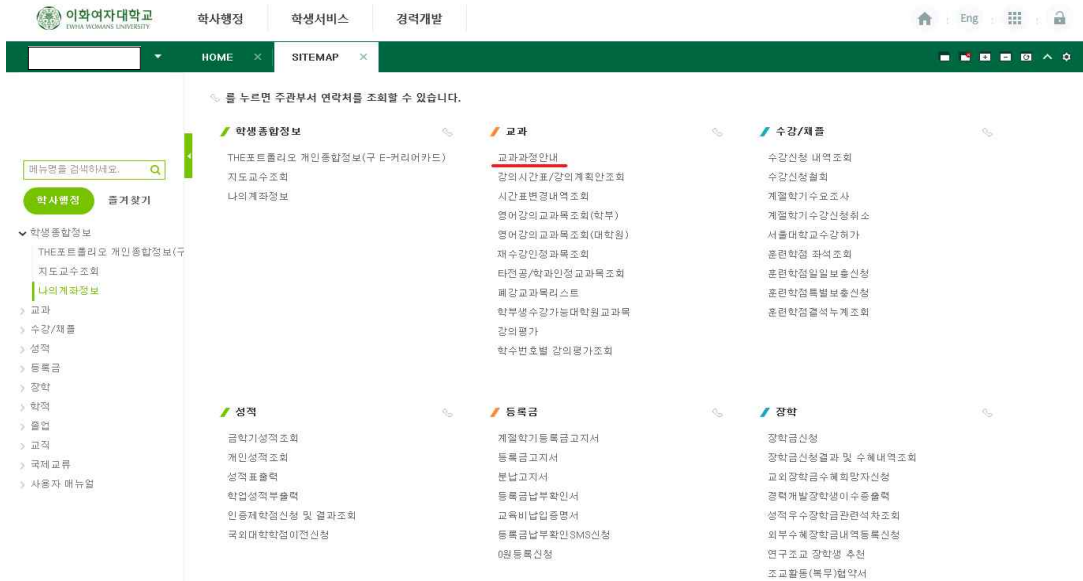 이화여자대학교
EWHA WOMANS UNIVERSITY
학사행정
학생서비스
경력개발
Eng
HOME ×
SITEMAP ×
를 누르면 주관부서 연락처를 조회할 수 있습니다.
메뉴명을 검색하세요.
학사행정
즐겨찾기
학생종합정보
THE포트폴리오 개인종합정보(구
지도교수조회
나의계좌정보
교과
수강/채플
성적
등록금
장학
학적
졸업
교직
국제교류
사용자 매뉴얼
학생종합정보
THE포트폴리오 개인종합정보(구 E-커리어카드)
지도교수조회
나의계좌정보
교과
교과과정안내
강의시간표/강의계획안조회
시간표변경내역조회
영어강의교과목조회(학부)
영어강의교과목조회(대학원)
재수강인정과목조회
타전공/학과인정교과목조회
폐강교과목리스트
학부생수강가능대학원교과목
강의평가
학수번호별 강의평가조회
수강/채플
수강신청 내역조회
수강신청철회
계절학기수요조사
계절학기수강신청취소
서울대학교수강허가
훈련학점 좌석조회
훈련학점일일보충신청
훈련학점특별보충신청
훈련학점결석누계조회
성적
금학기성적조회
개인성적조회
성적표출력
학업성적부출력
인증제학점신청 및 결과조회
국외대학학점이전신청
등록금
계절학기등록금고지서
등록금고지서
분납고지서
등록금납부확인서
교육비납입증명서
등록금납부확인SMS신청
0원등록신청
장학
장학금신청
장학금신청결과 및 수혜내역조회
교외장학금수혜희망자신청
경력개발장학생이수증출력
성적우수장학금관련석차조회
외부수혜장학금내역등록신청
연구조교 장학생 추천
조교활동(복무)협약서